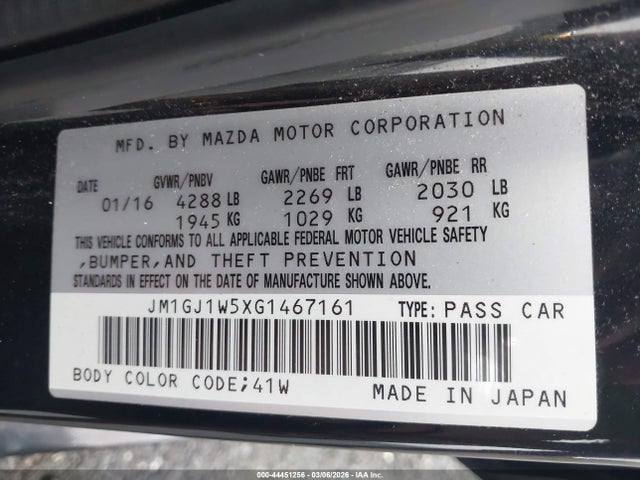 MFD. BY MAZDA MOTOR CORPORATION
DATE GVWR/PNBV GAWR/PNBE FRT GAWR/PNBE RR
01/16 4288 LB 2269 LB 2030 LB
1945 KG 1029 KG 921 KG
THIS VEHICLE CONFORMS TO ALL APPLICABLE FEDERAL MOTOR VEHICLE SAFETY
,BUMPER,AND THEFT PREVENTION
STANDARDS IN EFFECT ON THE DATE OF MANUFACTURE SHOWN ABOVE.
JM1GJ1W5XG1467161 TYPE: PASS CAR
BODY COLOR CODE;41W MADE IN JAPAN
000-44451256 - 03/06/2026 - IAA Inc.